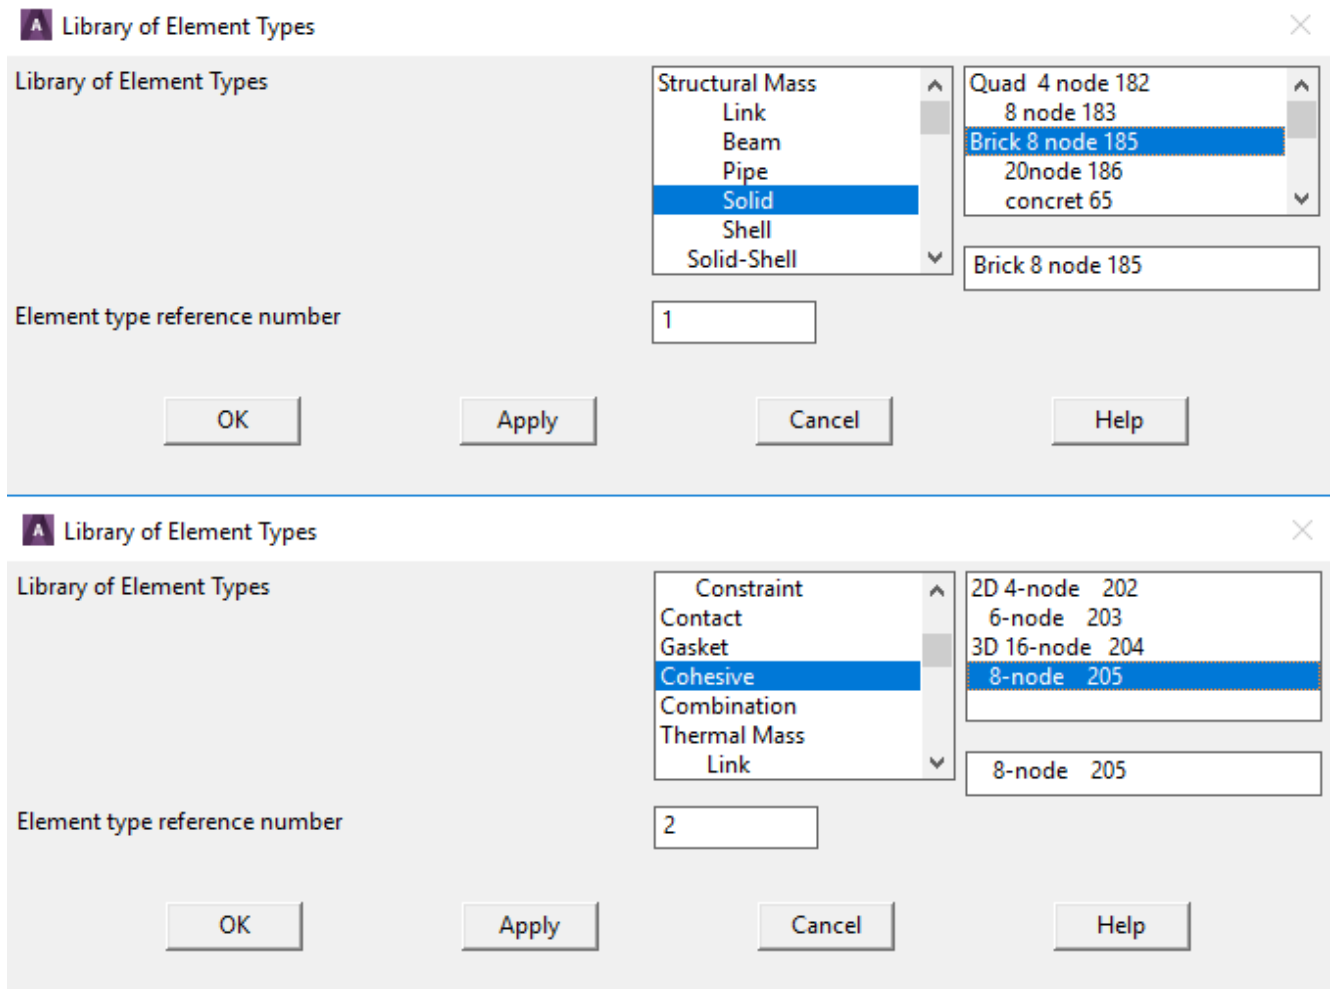 A Library of Element Types
Library of Element Types
Structural Mass
Link
Beam
Pipe
Solid
Shell
Solid-Shell
Quad 4 node 182
8 node 183
Brick 8 node 185
20node 186
concret 65
Brick 8 node 185
Element type reference number
1
OK Apply Cancel Help
A Library of Element Types
Library of Element Types
Constraint
Contact
Gasket
Cohesive
Combination
Thermal Mass
Link
2D 4-node 202
6-node 203
3D 16-node 204
8-node 205
8-node 205
Element type reference number
2
OK Apply Cancel Help